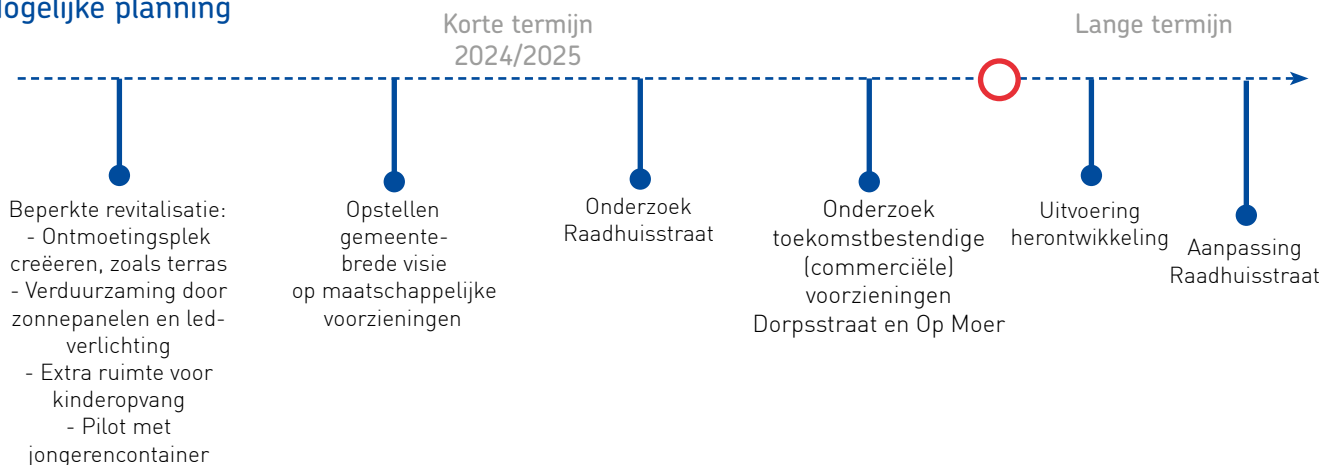 Mogelijke planning
Korte termijn
2024/2025
Lange termijn
Beperkte revitalisatie:
- Ontmoetingsplek
creëeren, zoals terras
- Verduurzaming door
zonnepanelen en led-
verlichting
- Extra ruimte voor
kinderopvang
- Pilot met
jongerencontainer
Opstellen
gemeente-
brede visie
op maatschappelijke
voorzieningen
Onderzoek
Raadhuisstraat
Onderzoek
toekomstbestendige
(commerciële)
voorzieningen
Dorpsstraat en Op Moer
Uitvoering
herontwikkeling
Aanpassing
Raadhuisstraat